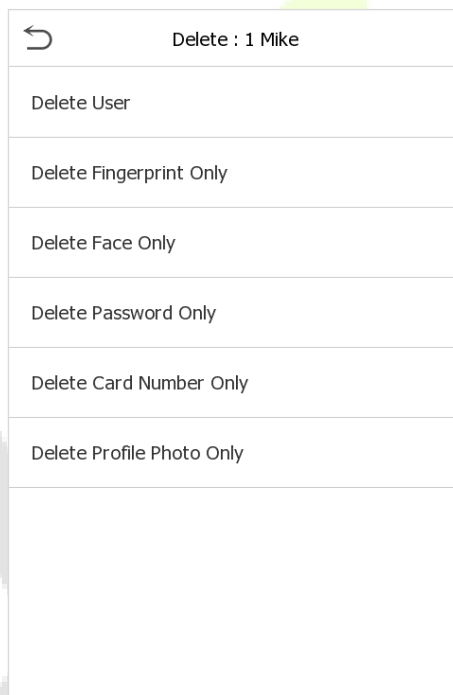 Delete : 1 Mike
Delete User
Delete Fingerprint Only
Delete Face Only
Delete Password Only
Delete Card Number Only
Delete Profile Photo Only